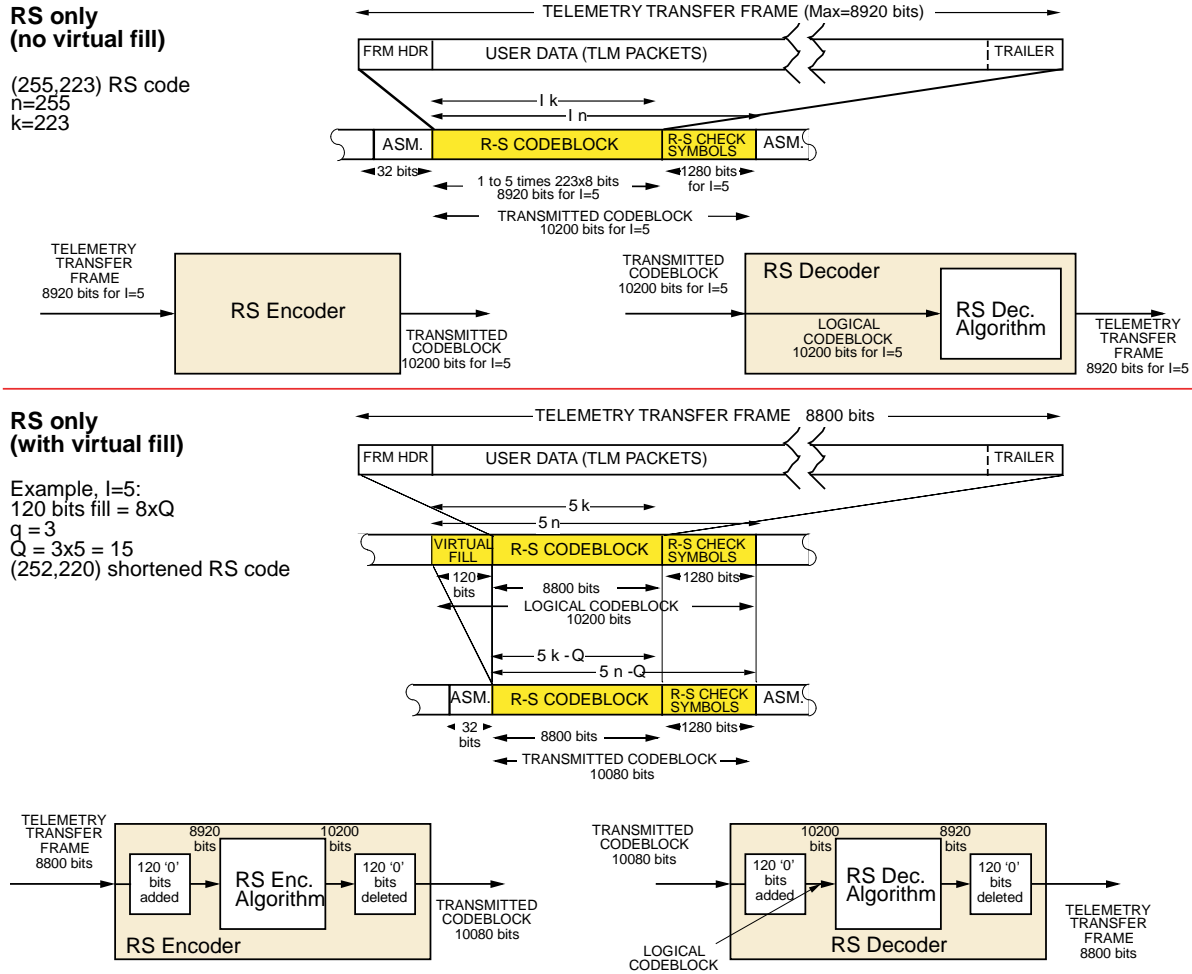 RS only
(no virtual fill)
(255,223) RS code
n=255
k=223
TELEMETRY TRANSFER FRAME (Max=8920 bits)
FRM HDR
USER DATA (TLM PACKETS)
TRAILER
I k
I n
ASM.
R-S CODEBLOCK
R-S CHECK
SYMBOLS
ASM.
32 bits
1 to 5 times 223x8 bits
8920 bits for I=5
1280 bits
for I=5
TRANSMITTED CODEBLOCK
10200 bits for I=5
TELEMETRY
TRANSFER
FRAME
8920 bits for I=5
RS Encoder
TRANSMITTED
CODEBLOCK
10200 bits for I=5
TRANSMITTED
CODEBLOCK
10200 bits for I=5
RS Decoder
LOGICAL
CODEBLOCK
10200 bits for I=5
RS Dec.
Algorithm
TELEMETRY
TRANSFER
FRAME
8920 bits for I=5
RS only
(with virtual fill)
Example, I=5:
120 bits fill = 8xQ
q = 3
Q = 3x5 = 15
(252,220) shortened RS code
TELEMETRY TRANSFER FRAME 8800 bits
FRM HDR
USER DATA (TLM PACKETS)
TRAILER
5 k
5 n
VIRTUAL
FILL
R-S CODEBLOCK
R-S CHECK
SYMBOLS
120
bits
8800 bits
1280 bits
LOGICAL CODEBLOCK
10200 bits
5 k - Q
5 n -Q
ASM.
R-S CODEBLOCK
R-S CHECK
SYMBOLS
ASM.
32
bits
8800 bits
1280 bits
TRANSMITTED CODEBLOCK
10080 bits
TELEMETRY
TRANSFER
FRAME
8800 bits
8920
bits
10200
bits
120 ‘0’
bits
added
RS Enc.
Algorithm
120 ‘0’
bits
deleted
RS Encoder
TRANSMITTED
CODEBLOCK
10080 bits
TRANSMITTED
CODEBLOCK
10080 bits
10200
bits
8920
bits
120 ‘0’
bits
added
RS Dec.
Algorithm
120 ‘0’
bits
deleted
RS Decoder
LOGICAL
CODEBLOCK
TELEMETRY
TRANSFER
FRAME
8800 bits